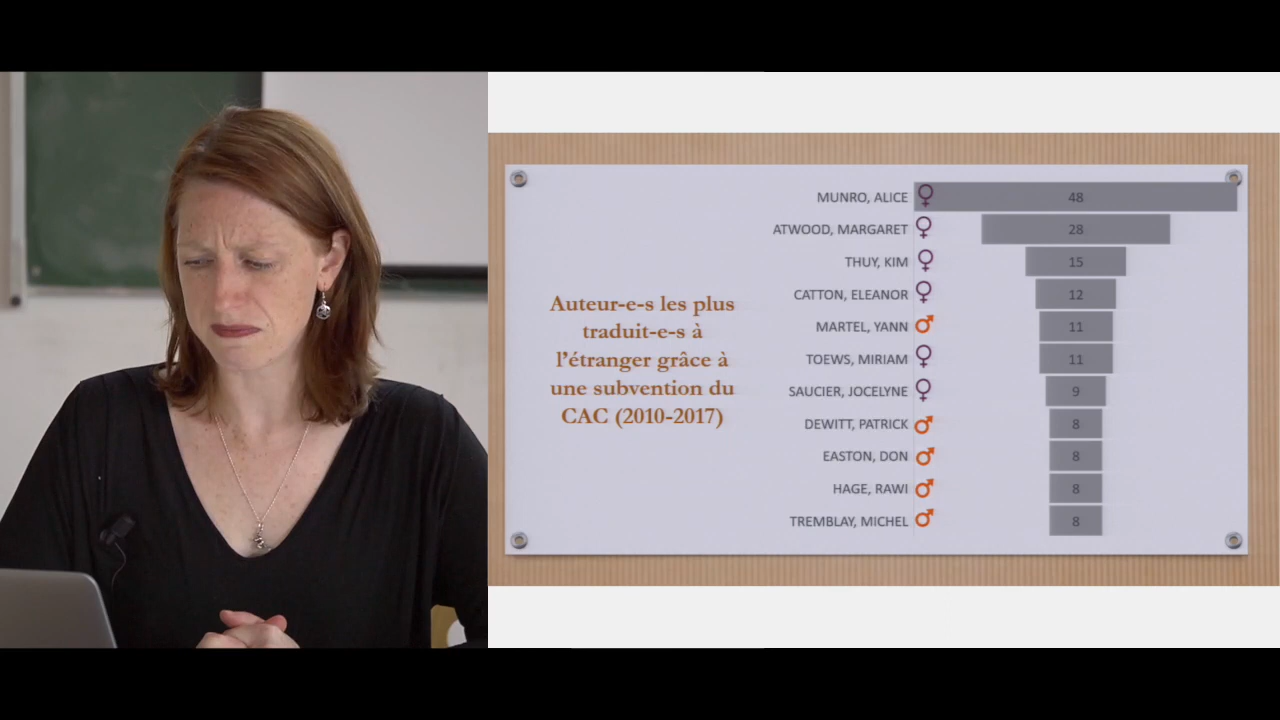 Auteur-e-s les plus
traduit-e-s à
l'étranger grâce à
une subvention du
CAC (2010-2017)
MUNRO, ALICE ♀ 48
ATWOOD, MARGARET ♀ 28
THUY, KIM ♀ 15
CATTON, ELEANOR ♀ 12
MARTEL, YANN ♂ 11
TOEWS, MIRIAM ♀ 11
SAUCIER, JOCELYNE ♀ 9
DEWITT, PATRICK ♂ 8
EASTON, DON ♂ 8
HAGE, RAWI ♂ 8
TREMBLAY, MICHEL ♂ 8